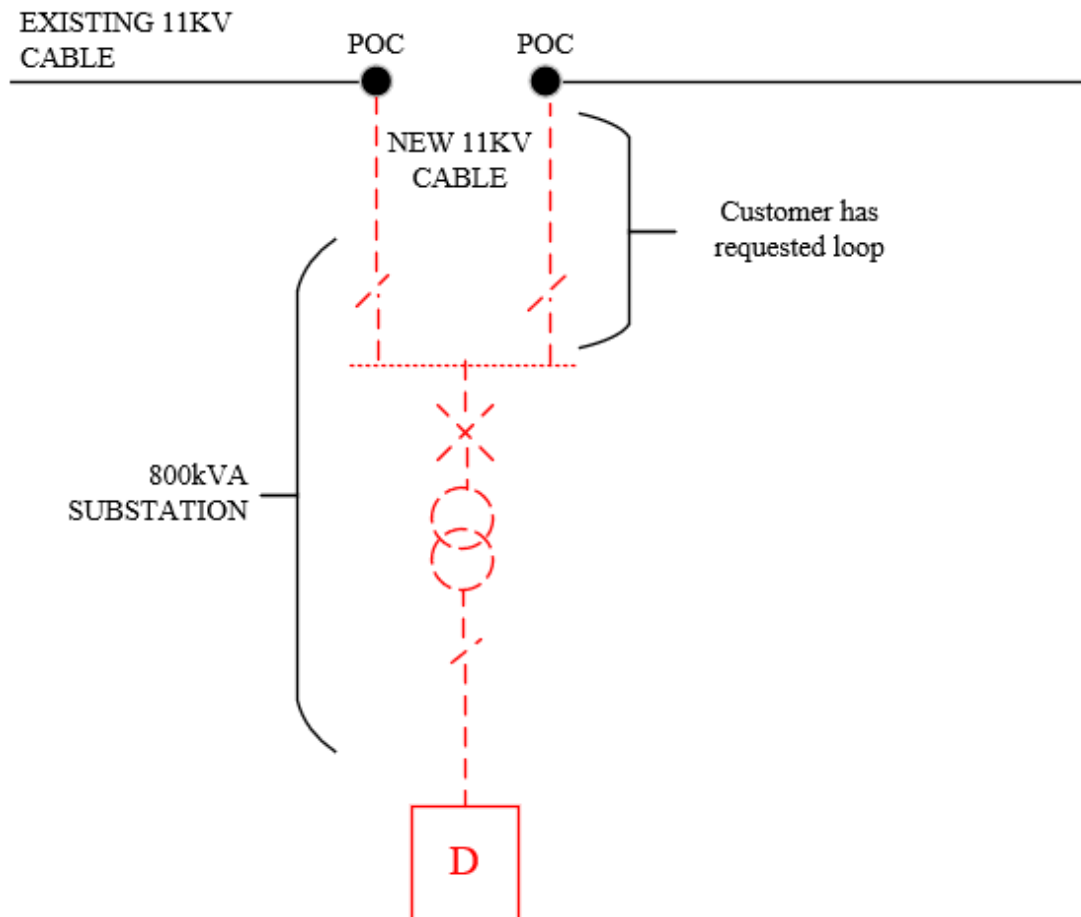 EXISTING 11KV
CABLE
POC
POC
NEW 11KV
CABLE
Customer has
requested loop
800kVA
SUBSTATION
D